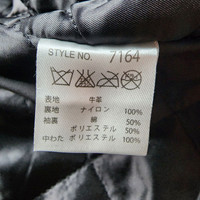 STYLE NO. 7164
表地 牛革
裏地 ナイロン 100%
袖裏 綿 50%
ポリエステル 50%
中わた ポリエステル 100%